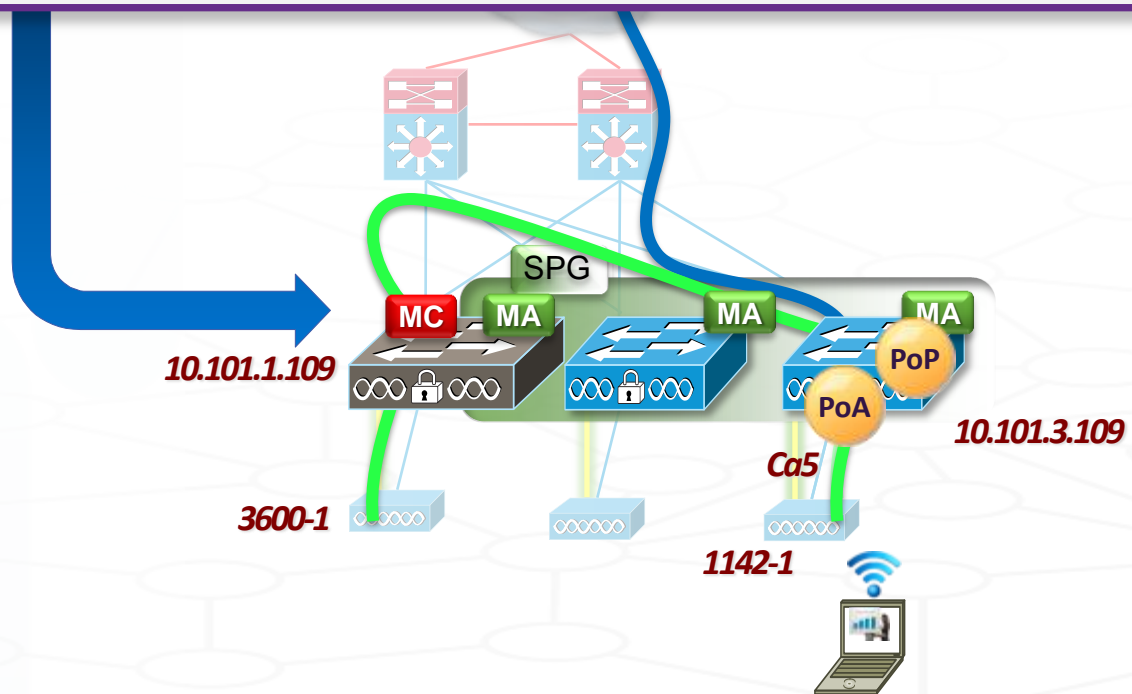 SPG
MC
MA
MA
MA
10.101.1.109
PoP
PoA
10.101.3.109
Ca5
3600-1
1142-1